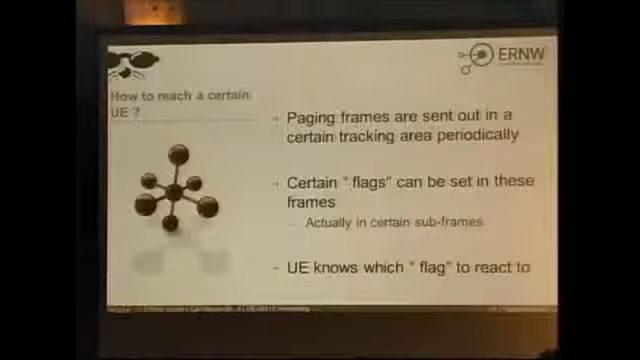 ERNW
How to reach a certain
UE ?
- Paging frames are sent out in a
certain tracking area periodically
- Certain " flags" can be set in these
frames
- Actually in certain sub-frames
- UE knows which " flag" to react to